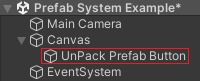 Prefab System Example*
Main Camera
Canvas
UnPack Prefab Button
EventSystem